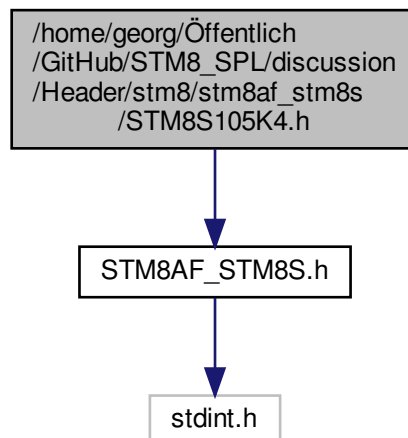 /home/georg/Öffentlich
/GitHub/STM8_SPL/discussion
/Header/stm8/stm8af_stm8s
/STM8S105K4.h
STM8AF_STM8S.h
stdint.h